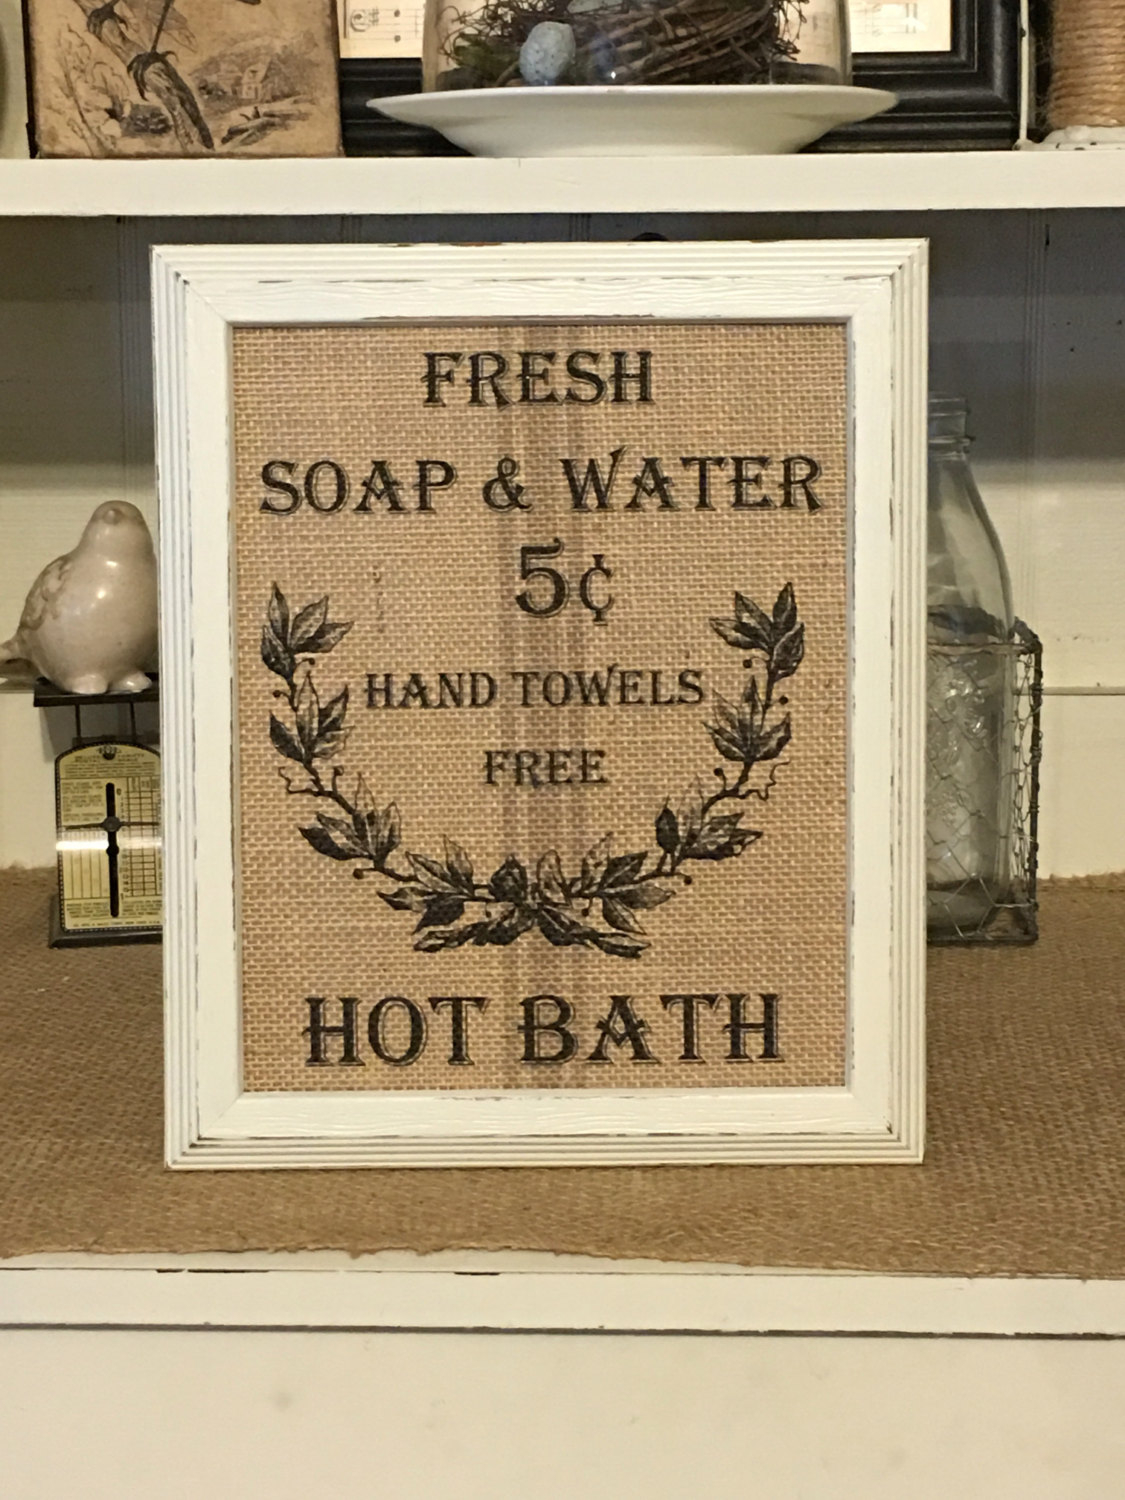 FRESH
SOAP & WATER
5¢
HAND TOWELS
FREE
HOT BATH